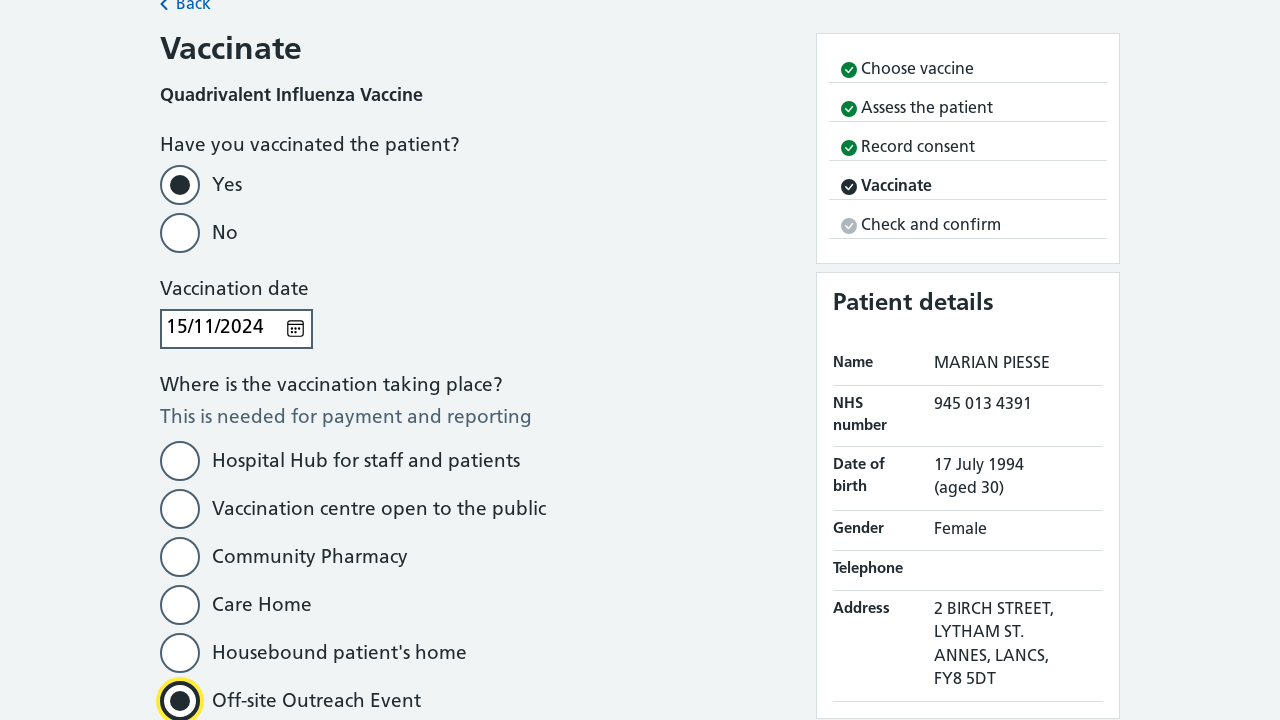 Back
Vaccinate
Quadrivalent Influenza Vaccine
Have you vaccinated the patient?
Yes
No
Vaccination date
15/11/2024
Where is the vaccination taking place?
This is needed for payment and reporting
Hospital Hub for staff and patients
Vaccination centre open to the public
Community Pharmacy
Care Home
Housebound patient's home
Off-site Outreach Event
Choose vaccine
Assess the patient
Record consent
Vaccinate
Check and confirm
Patient details
Name MARIAN PIESSE
NHS 945 013 4391
number
Date of 17 July 1994
birth (aged 30)
Gender Female
Telephone
Address 2 BIRCH STREET,
LYTHAM ST.
ANNES, LANCS,
FY8 5DT